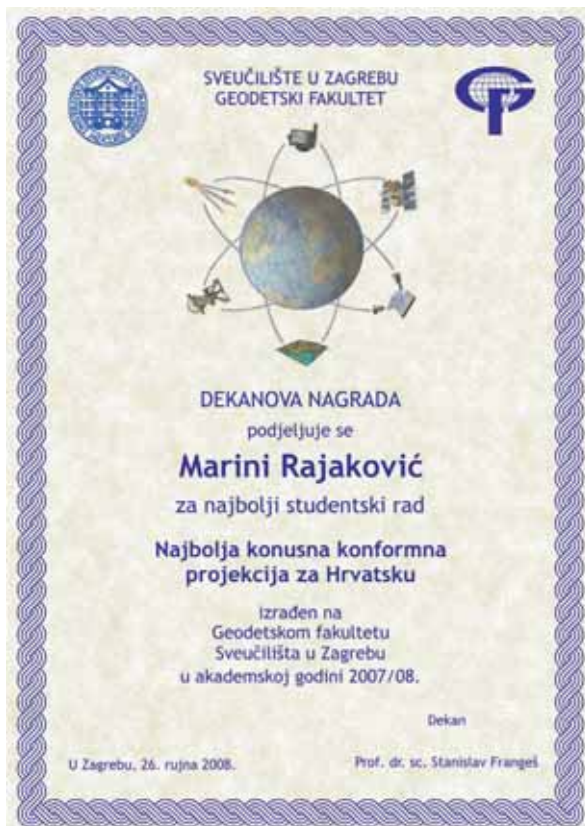 SVEUČILIŠTE U ZAGREBU
GEODETSKI FAKULTET
DEKANOVA NAGRADA
podjeljuje se
Marini Rajaković
za najbolji studentski rad
Najbolja konusna konformna
projekcija za Hrvatsku
izrađen na
Geodetskom fakultetu
Sveučilišta u Zagrebu
u akademskoj godini 2007/08.
Dekan
U Zagrebu, 26. rujna 2008.
Prof. dr. sc. Stanislav Frangeš